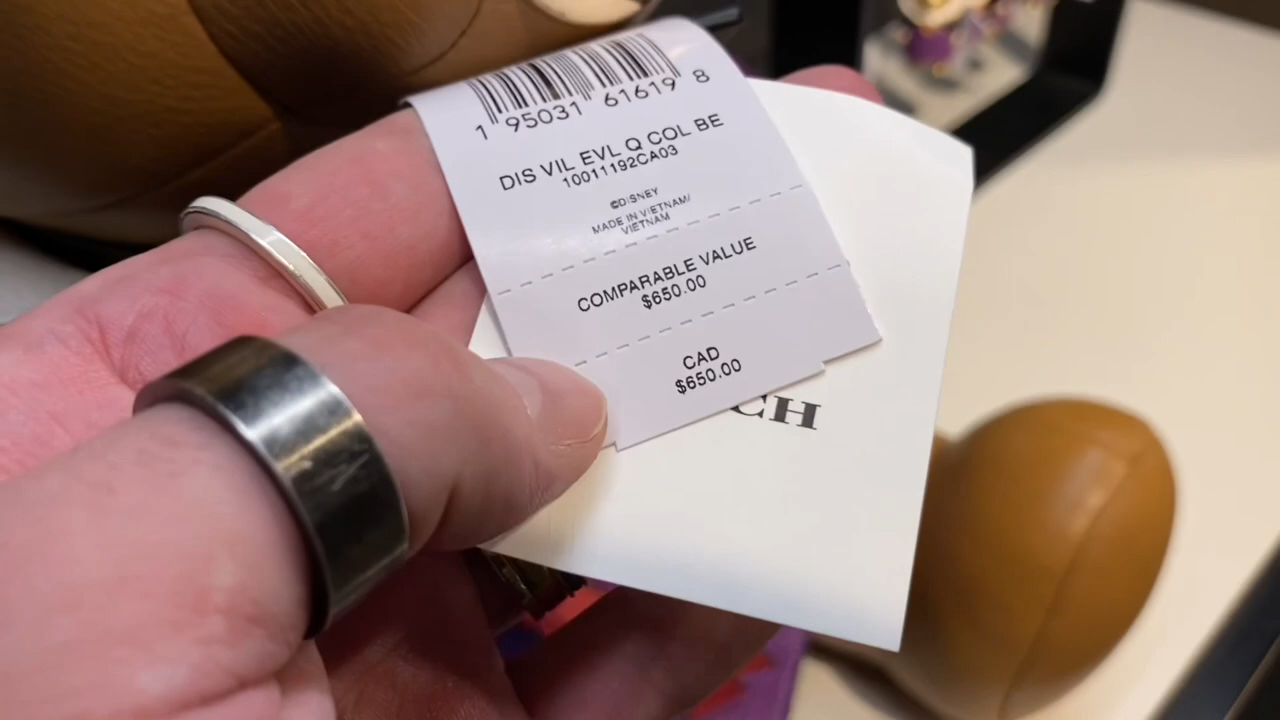 1 95031 61619 8
DIS VIL EVL Q COL BE
10011192CA03
©DISNEY
MADE IN VIETNAM/
VIETNAM
COMPARABLE VALUE
$650.00
CAD
$650.00
CH